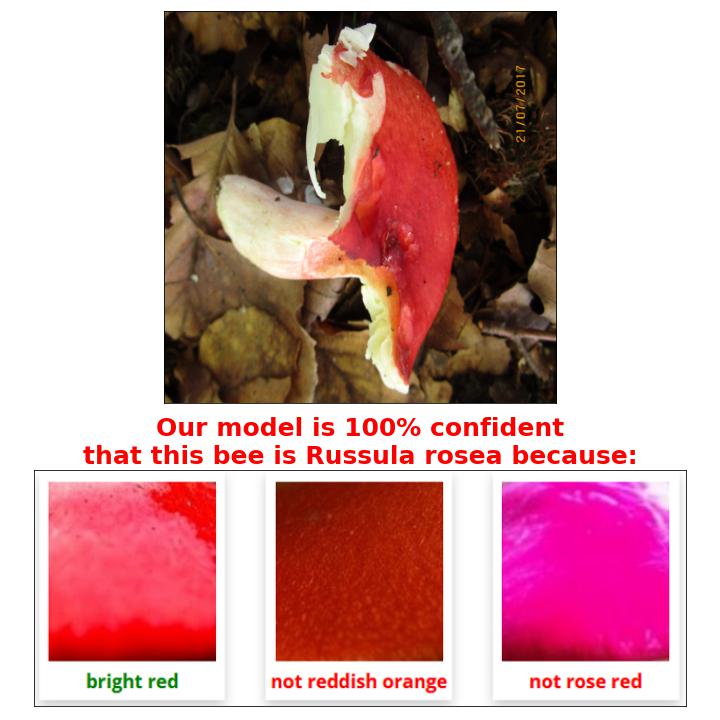 21/07/2017
Our model is 100% confident
that this bee is Russula rosea because:
bright red
not reddish orange
not rose red